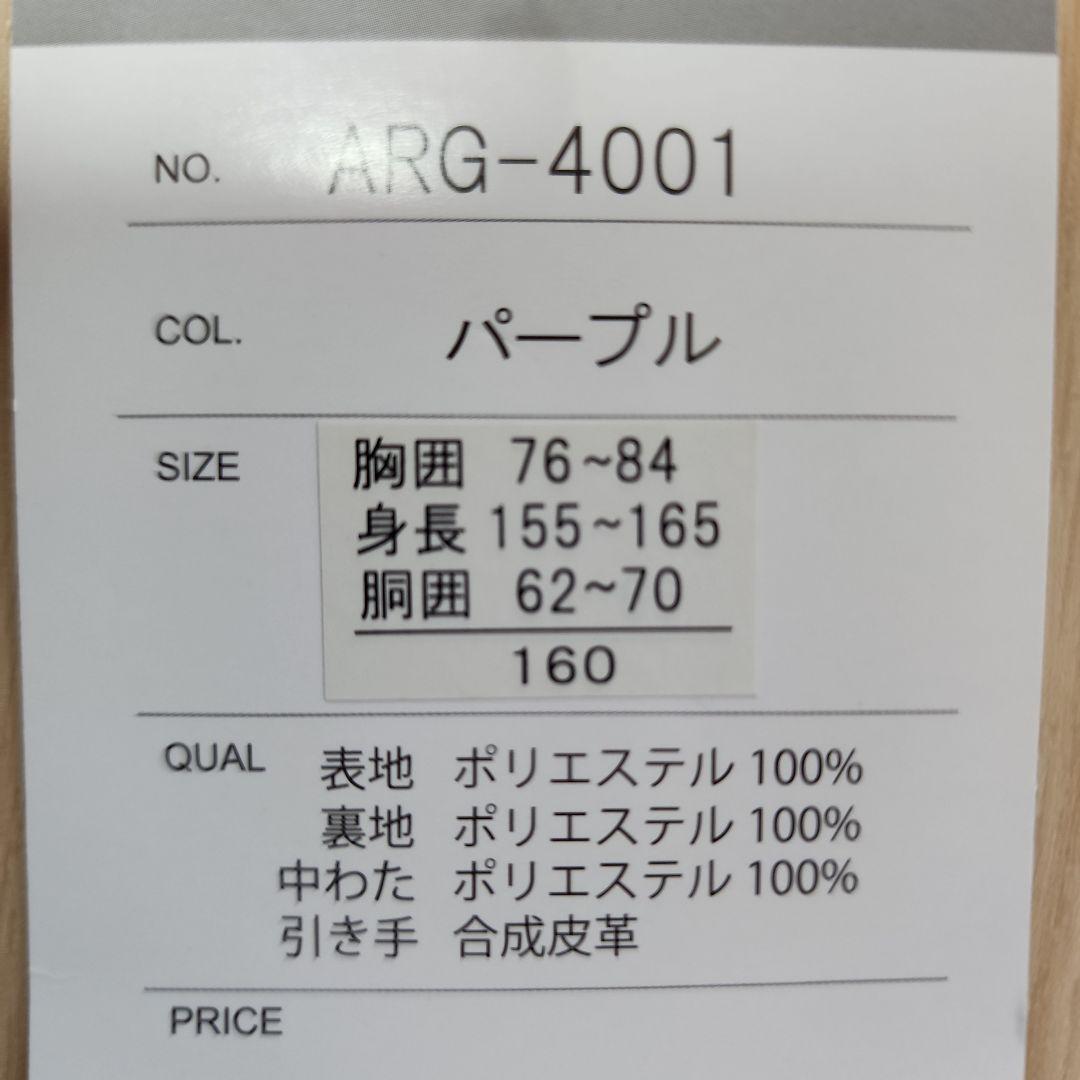 NO. ARG-4001
COL. パープル
SIZE 胸囲 76~84
身長 155~165
胴囲 62~70
160
QUAL 表地 ポリエステル 100%
裏地 ポリエステル 100%
中わた ポリエステル 100%
引き手 合成皮革
PRICE